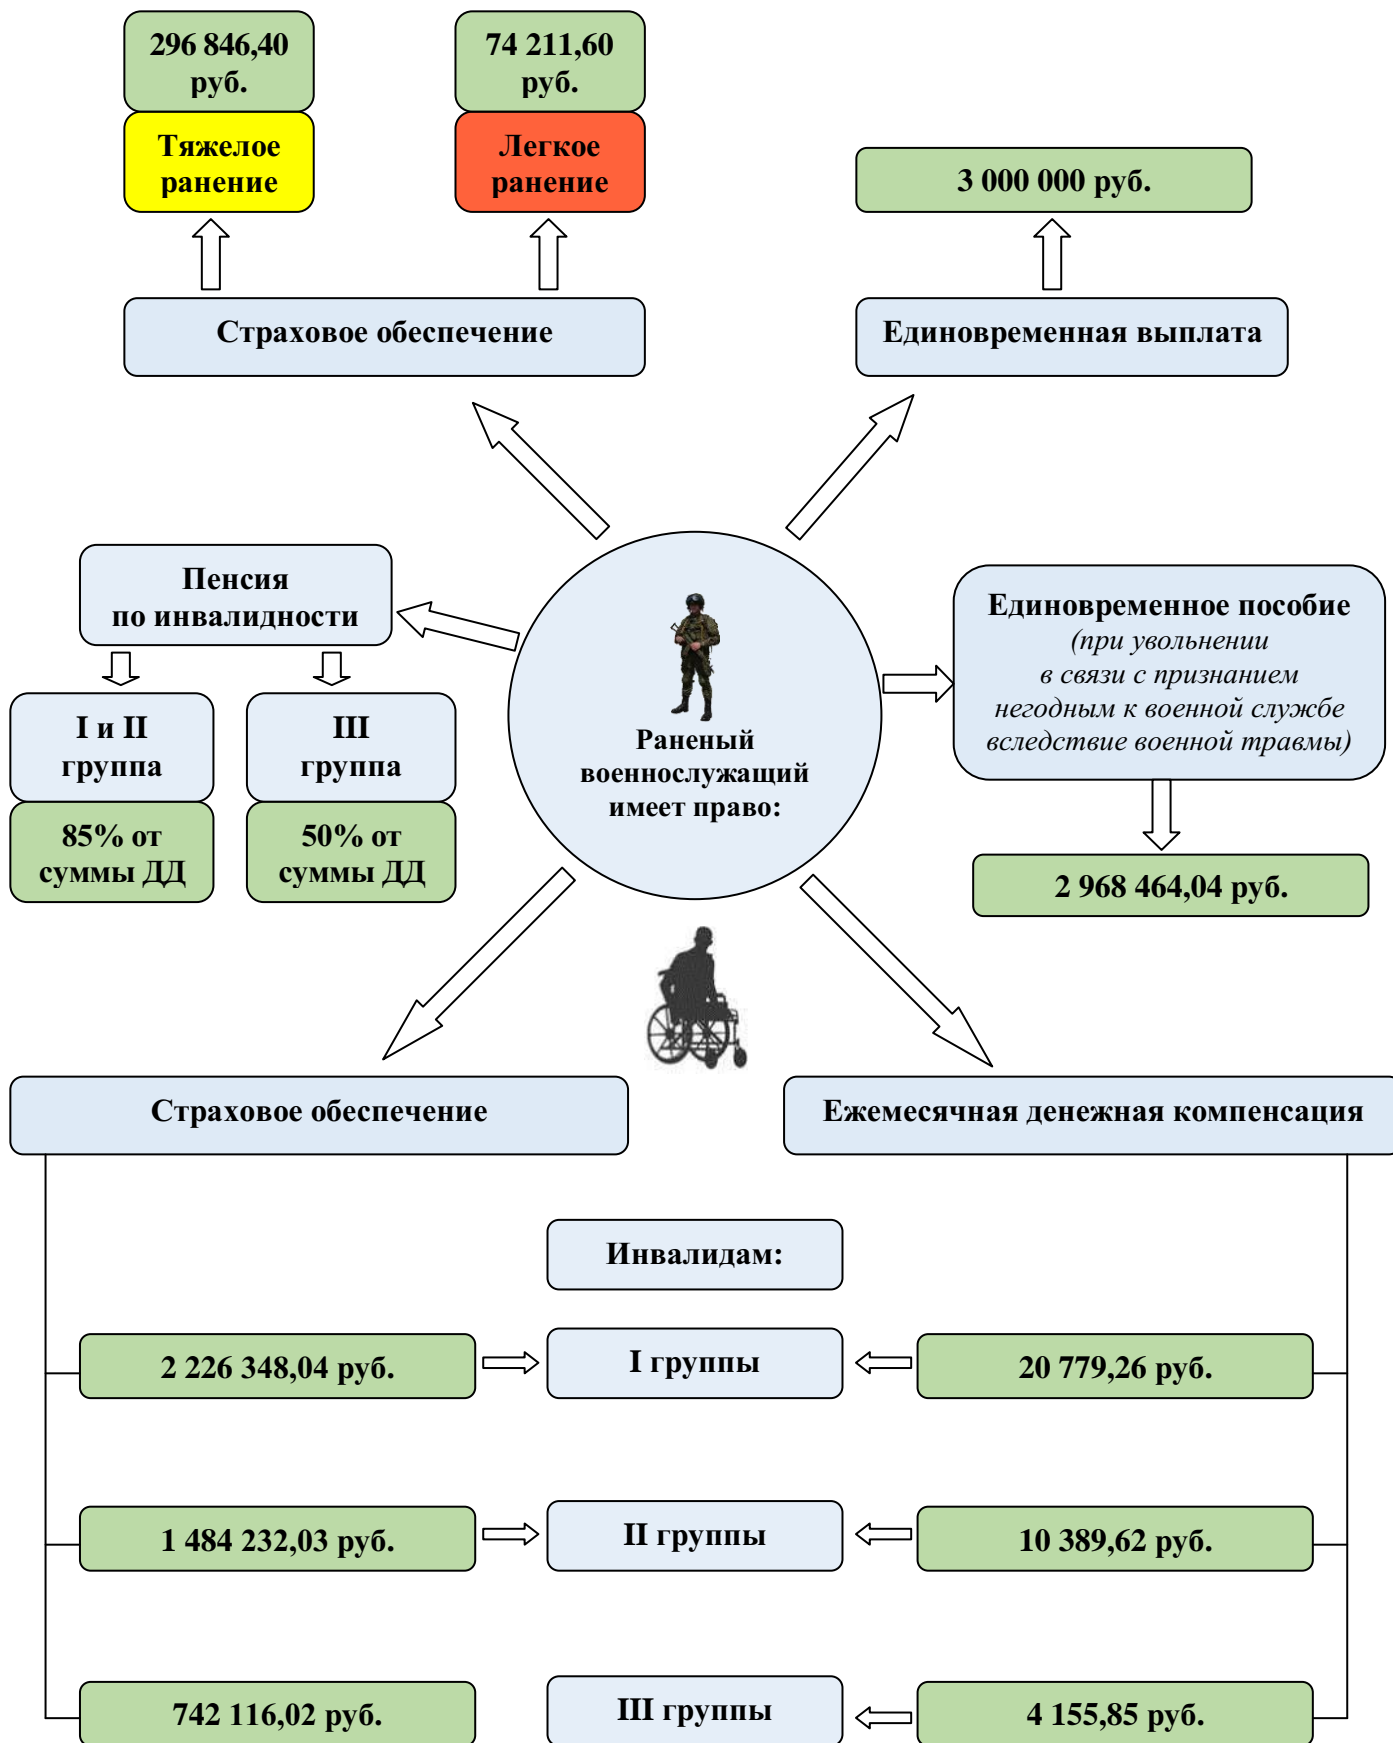 296 846,40
руб.
74 211,60
руб.
Тяжелое
ранение
Легкое
ранение
3 000 000 руб.
Страховое обеспечение
Единовременная выплата
Пенсия
по инвалидности
I и II
группа
III
группа
85% от
суммы ДД
50% от
суммы ДД
Раненый
военнослужащий
имеет право:
Единовременное пособие
(при увольнении
в связи с признанием
негодным к военной службе
вследствие военной травмы)
2 968 464,04 руб.
Страховое обеспечение
Ежемесячная денежная компенсация
Инвалидам:
2 226 348,04 руб.
I группы
20 779,26 руб.
1 484 232,03 руб.
II группы
10 389,62 руб.
742 116,02 руб.
III группы
4 155,85 руб.